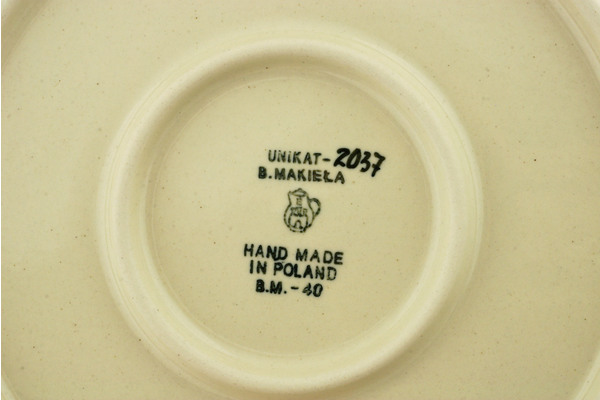 UNIKAT-2037
B.MAKIEŁA
HAND MADE
IN POLAND
B.M.-40